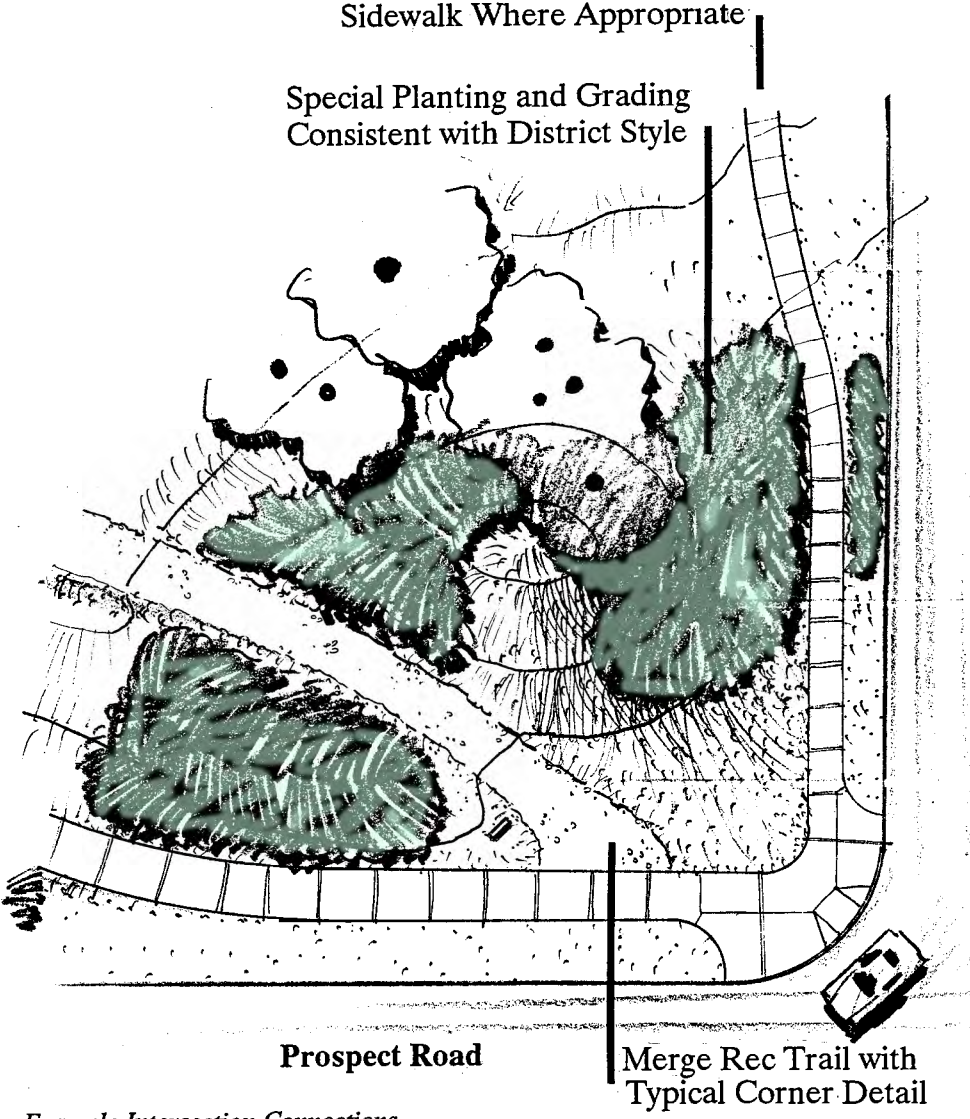 Sidewalk Where Appropriate
Special Planting and Grading
Consistent with District Style
Prospect Road
Merge Rec Trail with
Typical Corner Detail
Example Intersection Connections